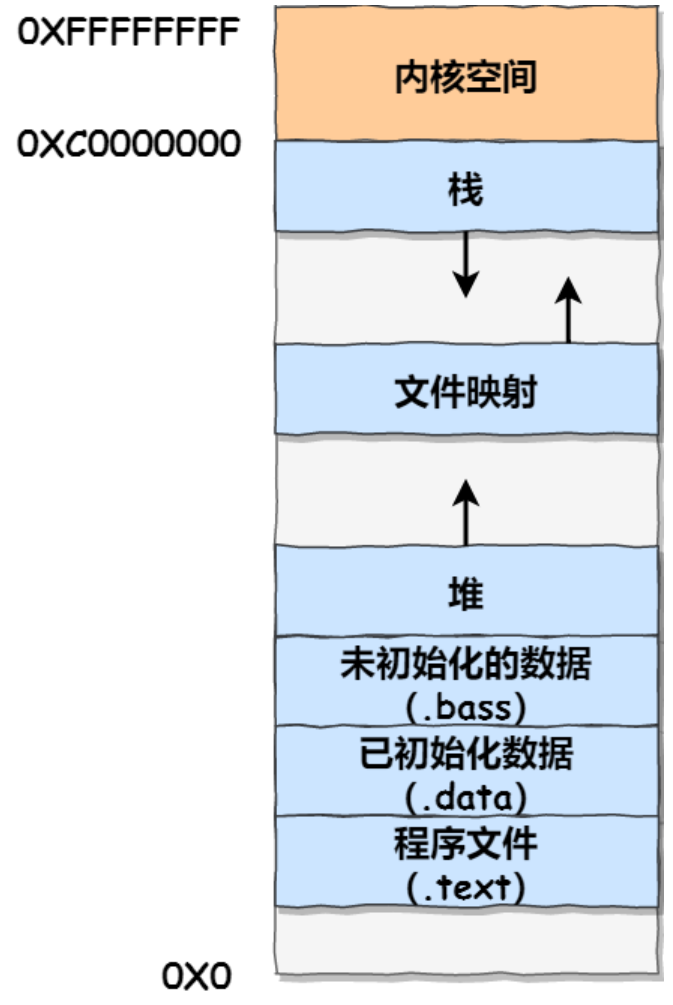 0XFFFFFFFF
内核空间
0XC0000000
栈
文件映射
堆
未初始化的数据
(.bass)
已初始化数据
(.data)
程序文件
(.text)
0X0